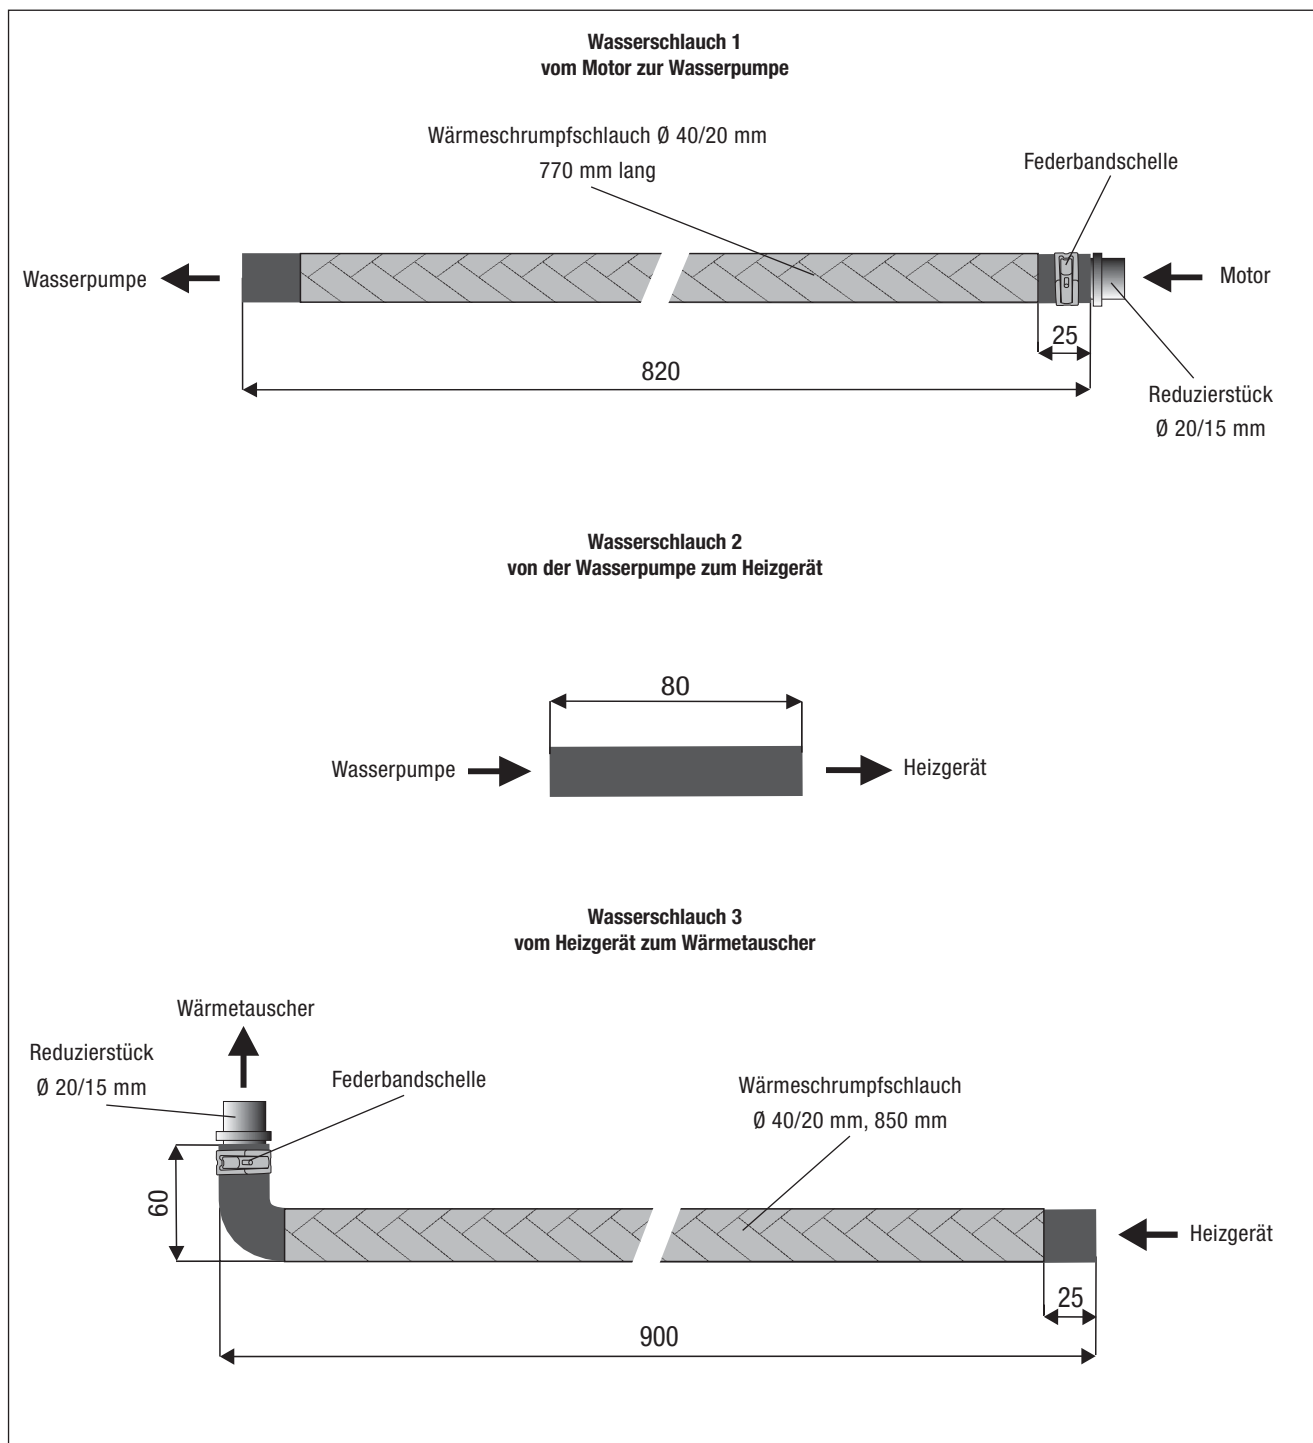 Wasserschlauch 1
vom Motor zur Wasserpumpe
Wärmeschrumpfschlauch Ø 40/20 mm
770 mm lang
Federbandschelle
Wasserpumpe
Motor
25
820
Reduzierstück
Ø 20/15 mm
Wasserschlauch 2
von der Wasserpumpe zum Heizgerät
80
Wasserpumpe
Heizgerät
Wasserschlauch 3
vom Heizgerät zum Wärmetauscher
Wärmetauscher
Reduzierstück
Ø 20/15 mm
Federbandschelle
Wärmeschrumpfschlauch
Ø 40/20 mm, 850 mm
60
Heizgerät
25
900